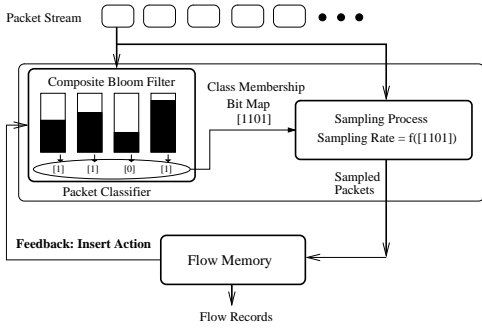 Packet Stream
Composite Bloom Filter
[1] [1] [0] [1]
Packet Classifier
Class Membership
Bit Map
[1101]
Sampling Process
Sampling Rate = f([1101])
Sampled
Packets
Feedback: Insert Action
Flow Memory
Flow Records